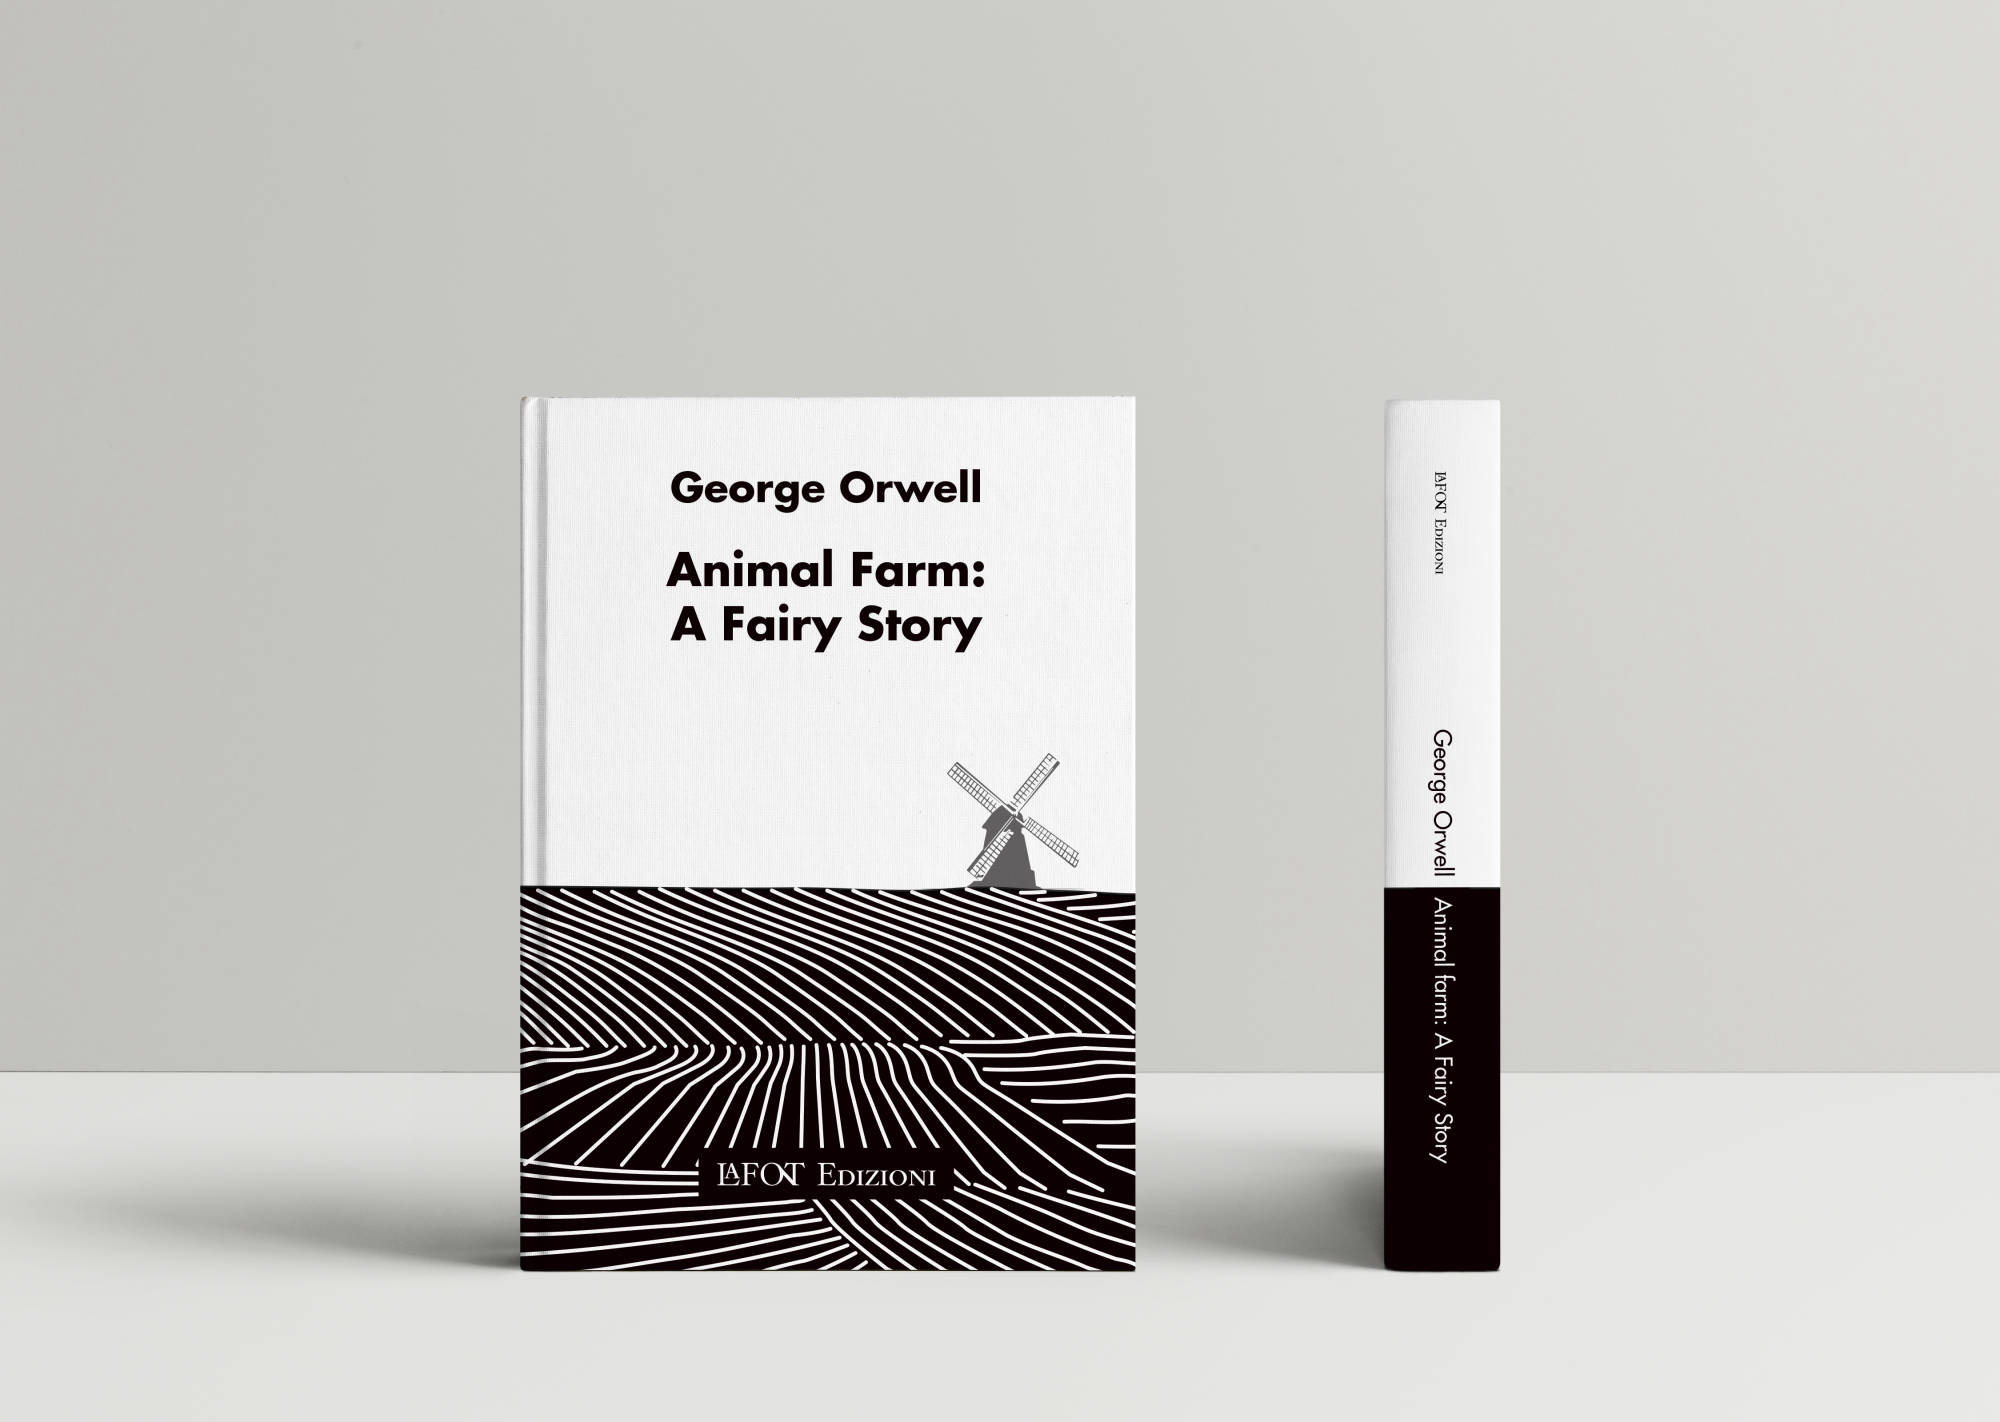 George Orwell
Animal Farm:
A Fairy Story
LAFOT EDIZIONI
LAFOT EDIZIONI
George Orwell
Animal farm: A Fairy Story